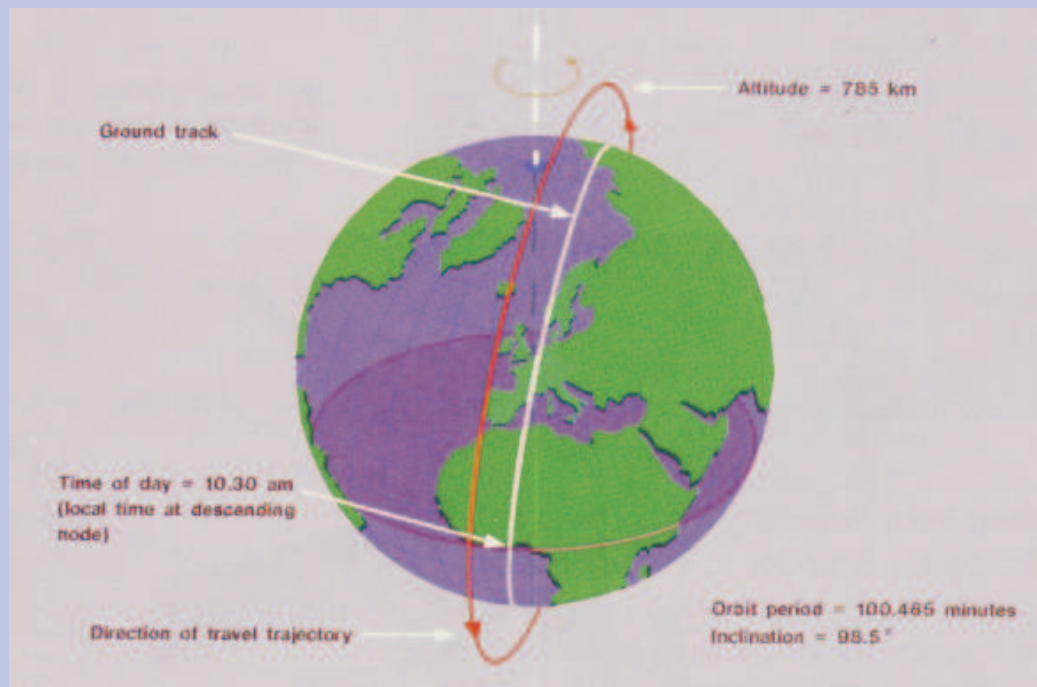 Altitude = 785 km
Ground track
Time of day = 10.30 am
(local time at descending
node)
Orbit period = 100.465 minutes
Inclination = 98.5°
Direction of travel trajectory